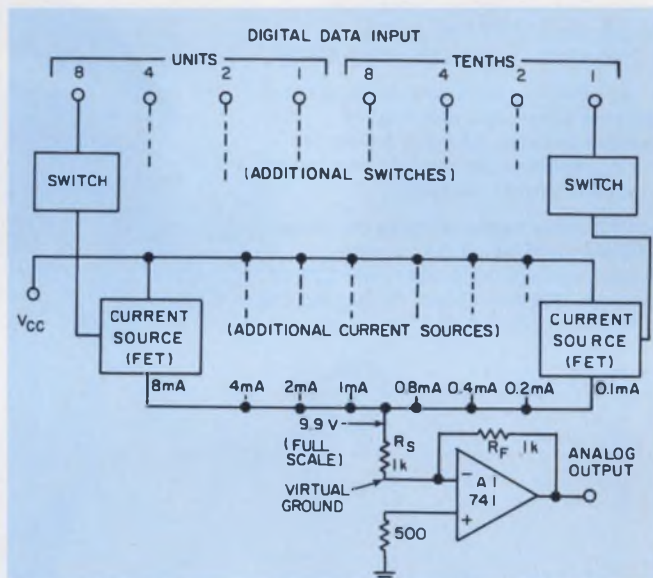 DIGITAL DATA INPUT
UNITS
TENTHS
8 4 2 1 8 4 2 1
SWITCH
(ADDITIONAL SWITCHES)
SWITCH
VCC
CURRENT SOURCE (FET)
(ADDITIONAL CURRENT SOURCES)
CURRENT SOURCE (FET)
8mA 4mA 2mA 1mA 0.8mA 0.4mA 0.2mA 0.1mA
9.9 V
(FULL SCALE)
RS
1k
RF 1k
ANALOG OUTPUT
VIRTUAL GROUND
−
A1
741
+
500